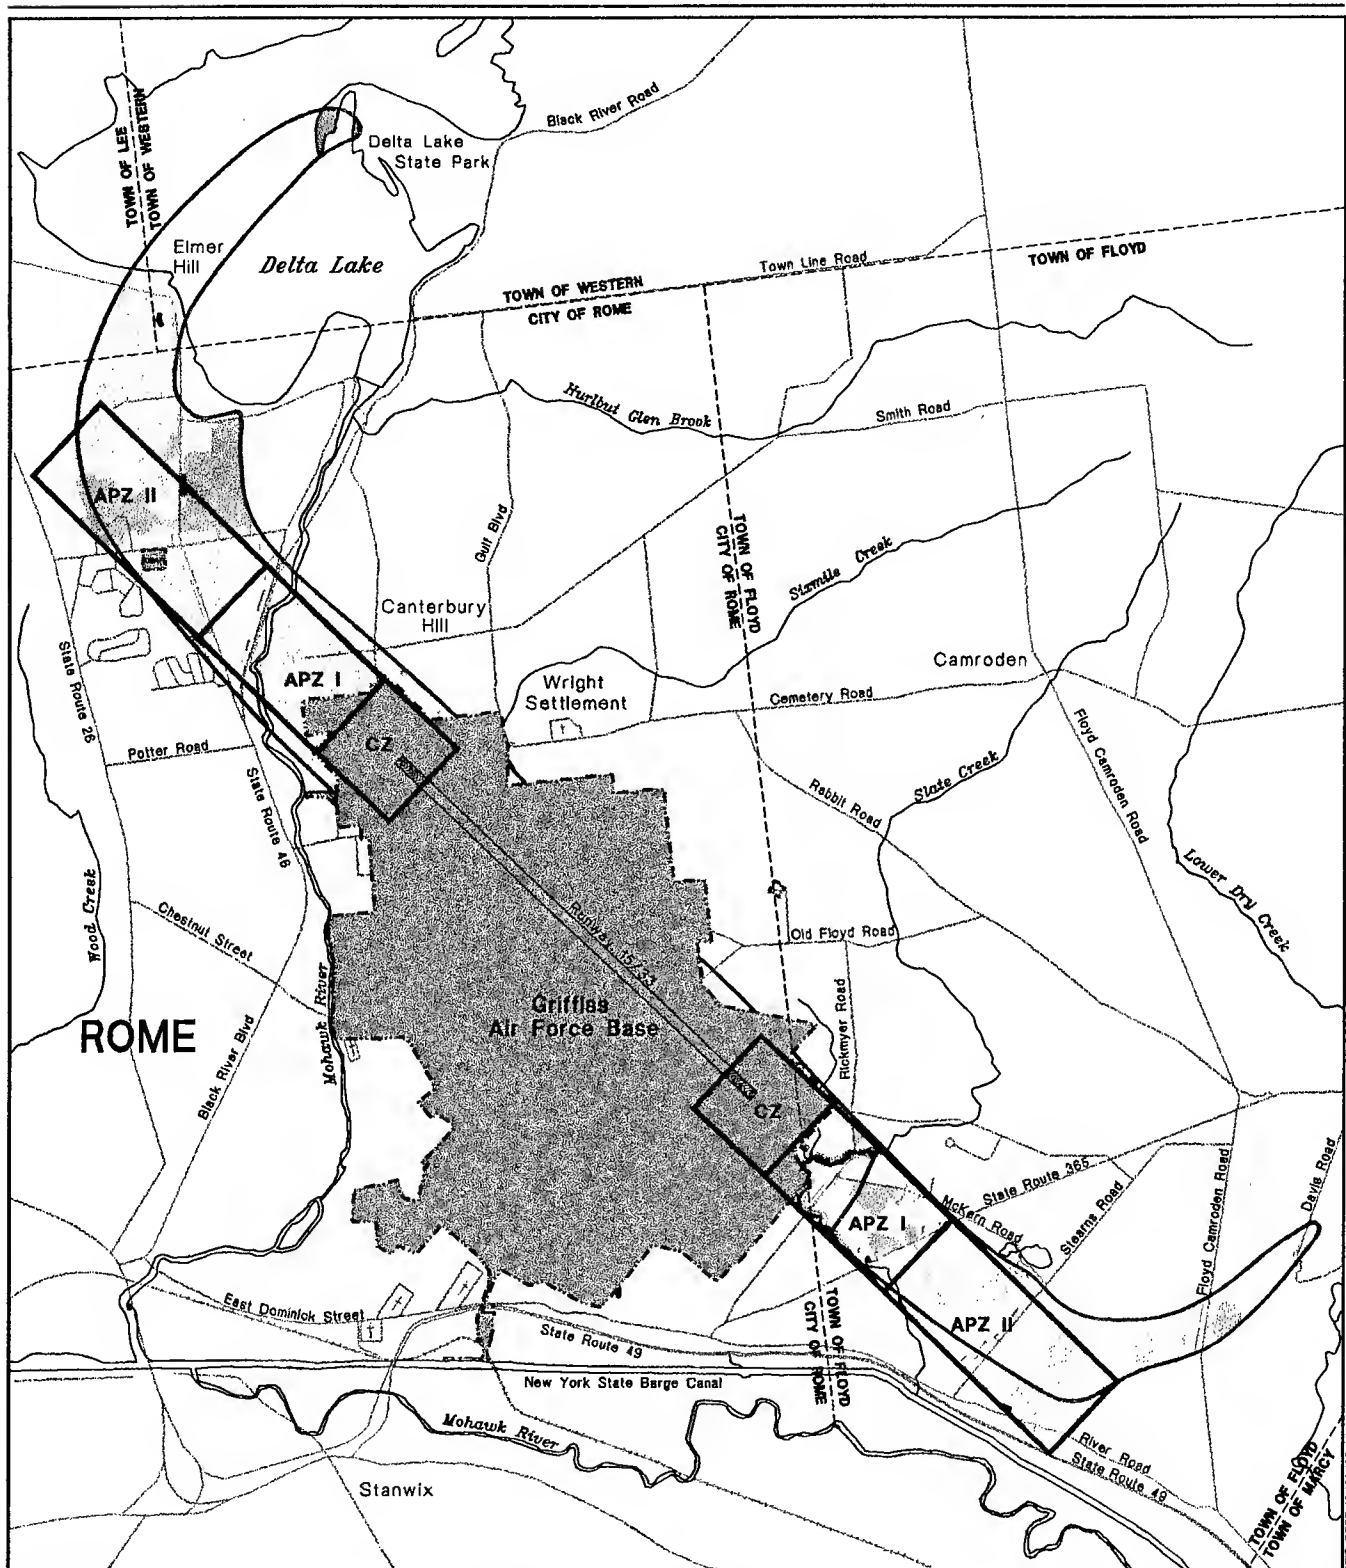 Black River Road
TOWN OF LEE
TOWN OF WESTERN
Delta Lake
State Park
Elmer
Hill
Delta Lake
TOWN OF WESTERN
CITY OF ROME
Town Line Road
TOWN OF FLOYD
Hurlbut Glen Brook
Smith Road
APZ II
Gulf Blvd
TOWN OF FLOYD
CITY OF ROME
Sixmile Creek
Canterbury
Hill
State Route 26
APZ I
Wright
Settlement
Camroden
Cemetery Road
Floyd Camroden Road
Potter Road
CZ
State Route 46
Slate Creek
Rabbit Road
Lower Dry Creek
Wood Creek
Chestnut Street
Runway 15/33
Old Floyd Road
Mohawk River
Griffiss
Air Force Base
ROME
Rickmyer Road
Black River Blvd
CZ
State Route 365
McKern Road
Stearns Road
Floyd Camroden Road
Davis Road
APZ I
East Dominick Street
State Route 49
CITY OF ROME
TOWN OF FLOYD
APZ II
New York State Barge Canal
Mohawk River
River Road
State Route 49
Stanwix
TOWN OF FLOYD
TOWN OF MARCY